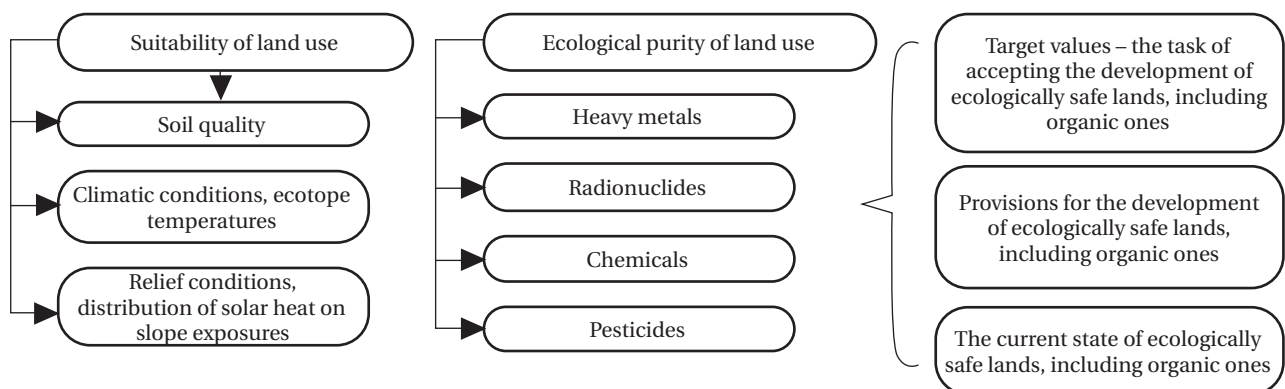 Suitability of land use
Soil quality
Climatic conditions, ecotope
temperatures
Relief conditions,
distribution of solar heat on
slope exposures
Ecological purity of land use
Heavy metals
Radionuclides
Chemicals
Pesticides
Target values – the task of
accepting the development of
ecologically safe lands, including
organic ones
Provisions for the development
of ecologically safe lands,
including organic ones
The current state of ecologically
safe lands, including organic ones